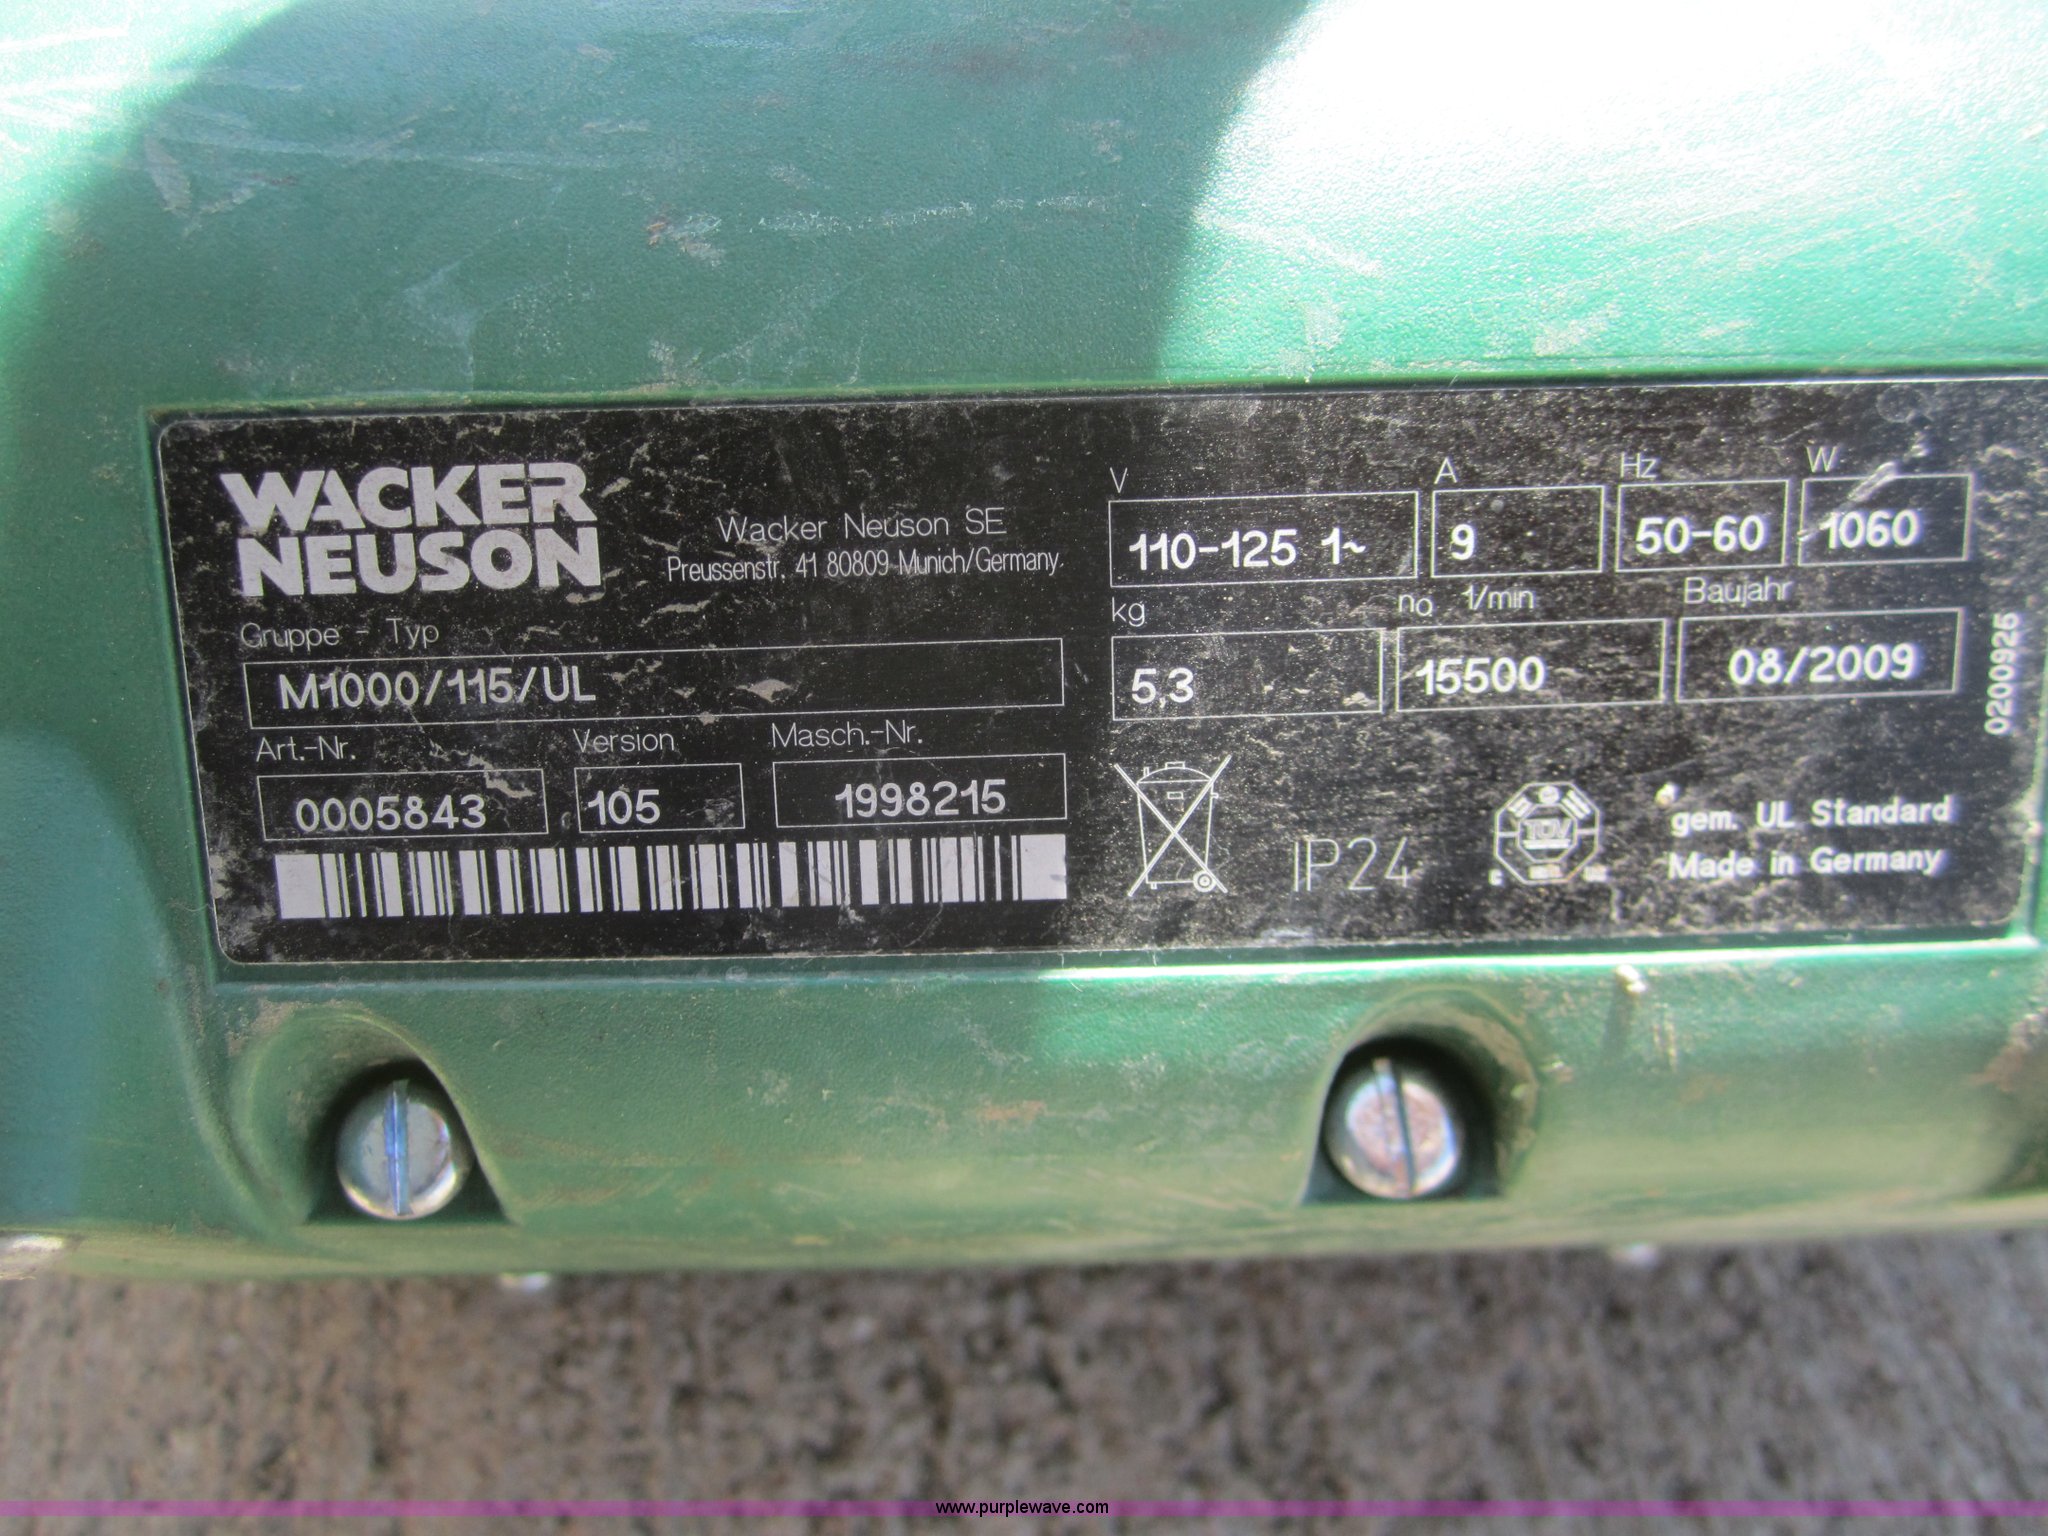 WACKER
NEUSON
Wacker Neuson SE
Preussenstr. 41 80809 Munich/Germany
Gruppe - Typ
M1000/115/UL
Art.-Nr. Version Masch.-Nr.
0005843 105 1998215
V A Hz W
110-125 1~ 9 50-60 1060
kg no 1/min Baujahr
5,3 15500 08/2009
0200925
IP24
TÜV
gem. UL Standard
Made in Germany
www.purplewave.com